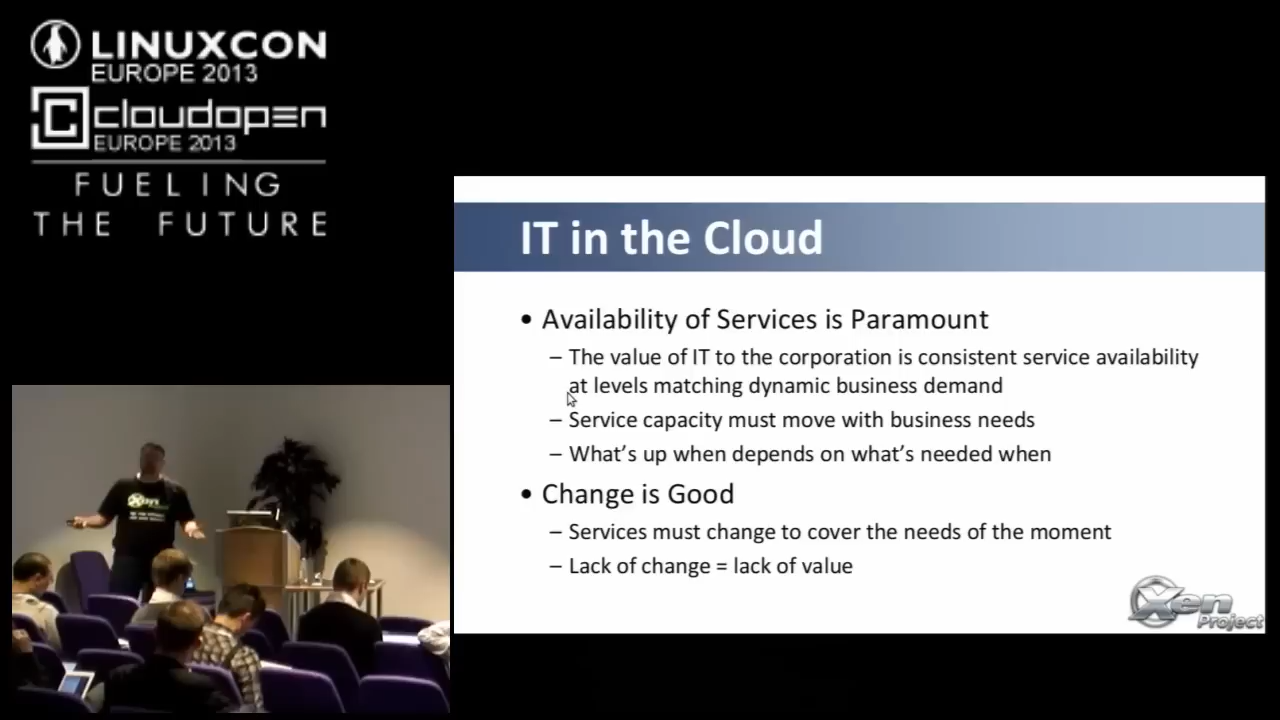 LINUXCON
EUROPE 2013
cloudopen
EUROPE 2013
FUELING
THE FUTURE
IT in the Cloud
• Availability of Services is Paramount
– The value of IT to the corporation is consistent service availability
at levels matching dynamic business demand
– Service capacity must move with business needs
– What's up when depends on what's needed when
• Change is Good
– Services must change to cover the needs of the moment
– Lack of change = lack of value
Xen
Project